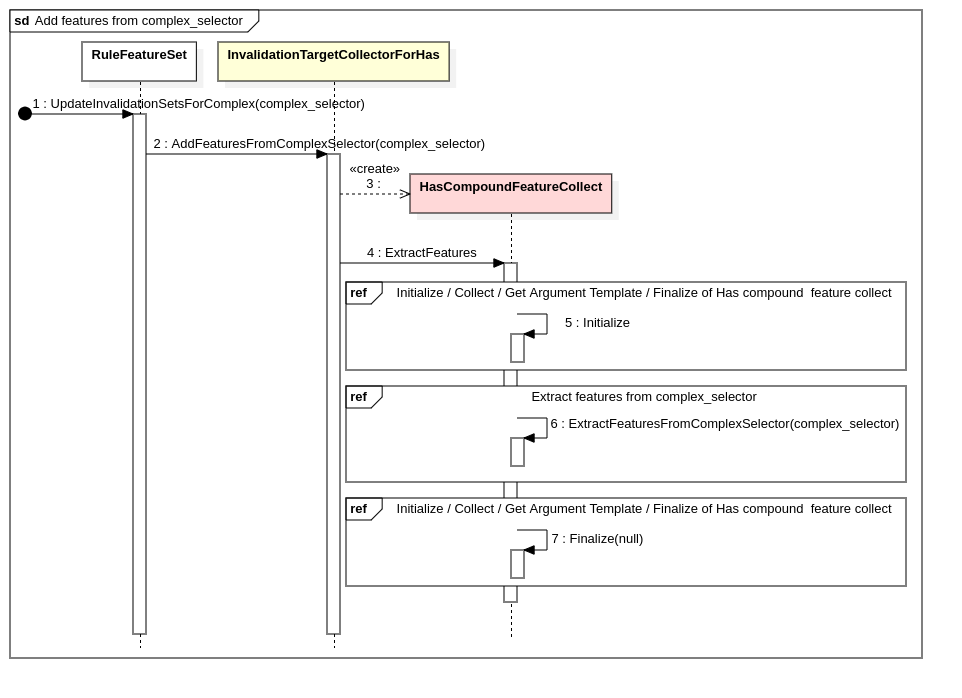 sd Add features from complex_selector
RuleFeatureSet
InvalidationTargetCollectorForHas
1 : UpdateInvalidationSetsForComplex(complex_selector)
2 : AddFeaturesFromComplexSelector(complex_selector)
«create»
3 :
HasCompoundFeatureCollect
4 : ExtractFeatures
ref Initialize / Collect / Get Argument Template / Finalize of Has compound  feature collect
5 : Initialize
ref Extract features from complex_selector
6 : ExtractFeaturesFromComplexSelector(complex_selector)
ref Initialize / Collect / Get Argument Template / Finalize of Has compound  feature collect
7 : Finalize(null)